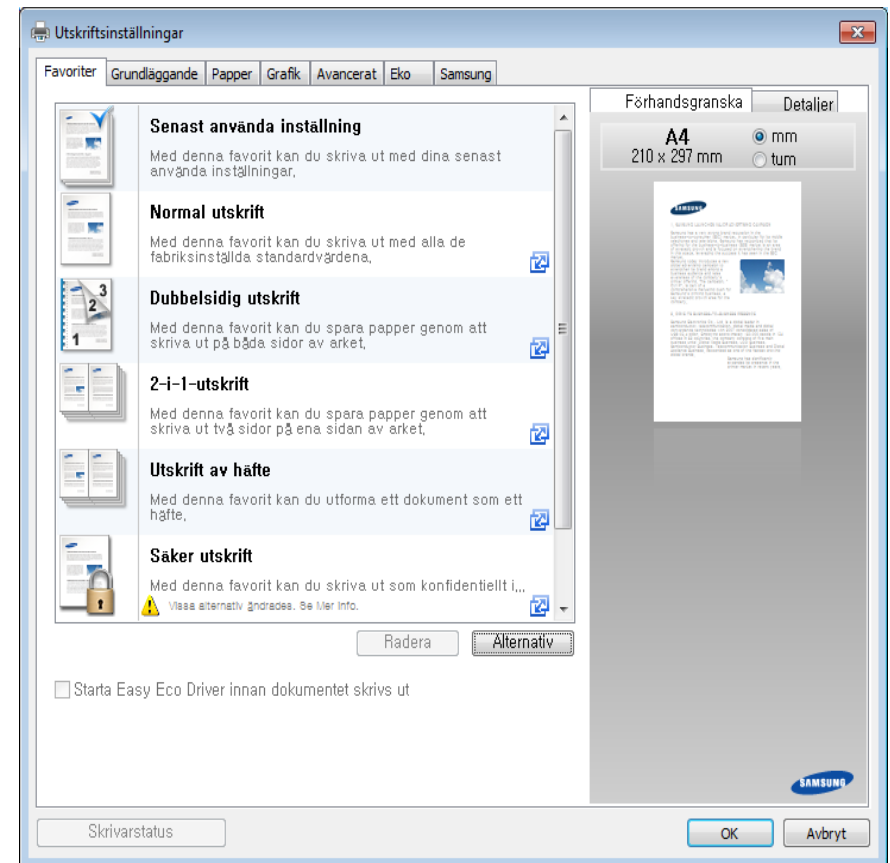 Utskriftsinställningar
Favoriter Grundläggande Papper Grafik Avancerat Eko Samsung
Senast använda inställning
Med denna favorit kan du skriva ut med dina senast
använda inställningar.
Normal utskrift
Med denna favorit kan du skriva ut med alla de
fabriksinställda standardvärdena.
Dubbelsidig utskrift
Med denna favorit kan du spara papper genom att
skriva ut på båda sidor av arket.
2-i-1-utskrift
Med denna favorit kan du spara papper genom att
skriva ut två sidor på ena sidan av arket.
Utskrift av häfte
Med denna favorit kan du utforma ett dokument som ett
häfte.
Säker utskrift
Med denna favorit kan du skriva ut som konfidentiellt i...
Vissa alternativ ändrades. Se Mer info.
Radera Alternativ
Starta Easy Eco Driver innan dokumentet skrivs ut
Förhandsgranska Detaljer
A4
210 x 297 mm
mm
tum
SAMSUNG
SAMSUNG
Skrivarstatus OK Avbryt
1 2 3